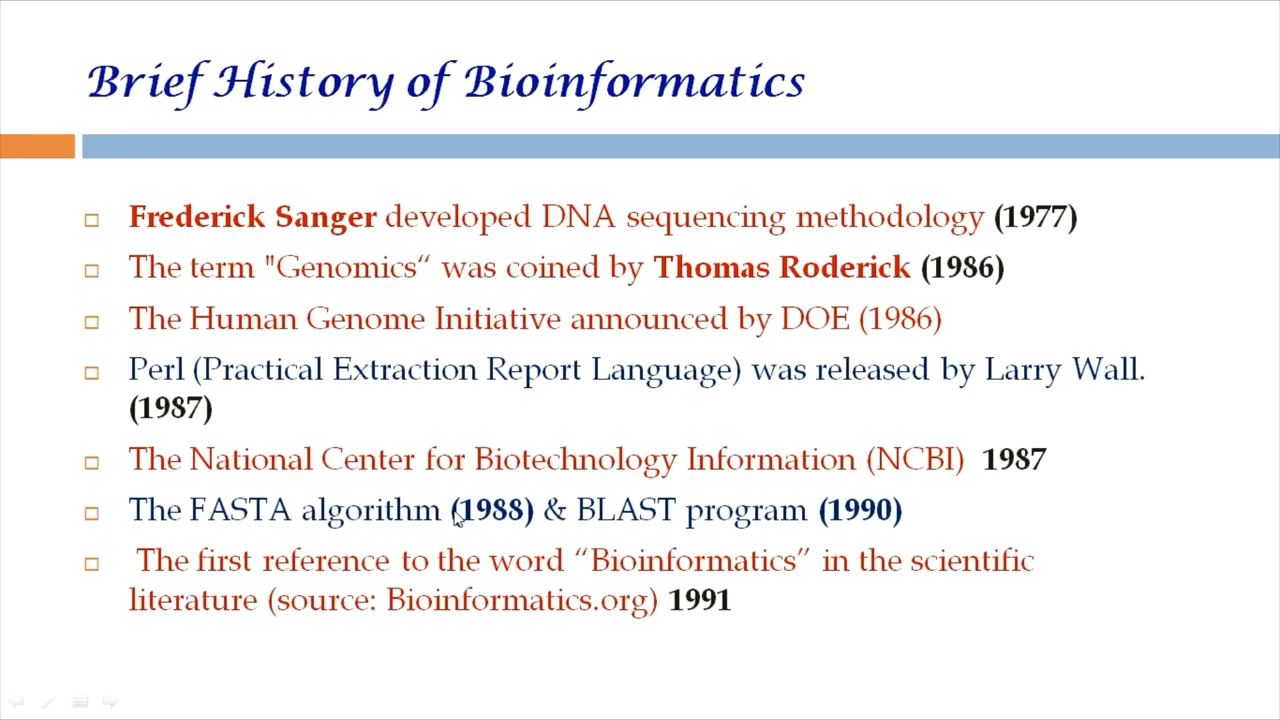 Brief History of Bioinformatics
Frederick Sanger developed DNA sequencing methodology (1977)
The term "Genomics“ was coined by Thomas Roderick (1986)
The Human Genome Initiative announced by DOE (1986)
Perl (Practical Extraction Report Language) was released by Larry Wall.
(1987)
The National Center for Biotechnology Information (NCBI) 1987
The FASTA algorithm (1988) & BLAST program (1990)
The first reference to the word “Bioinformatics” in the scientific
literature (source: Bioinformatics.org) 1991